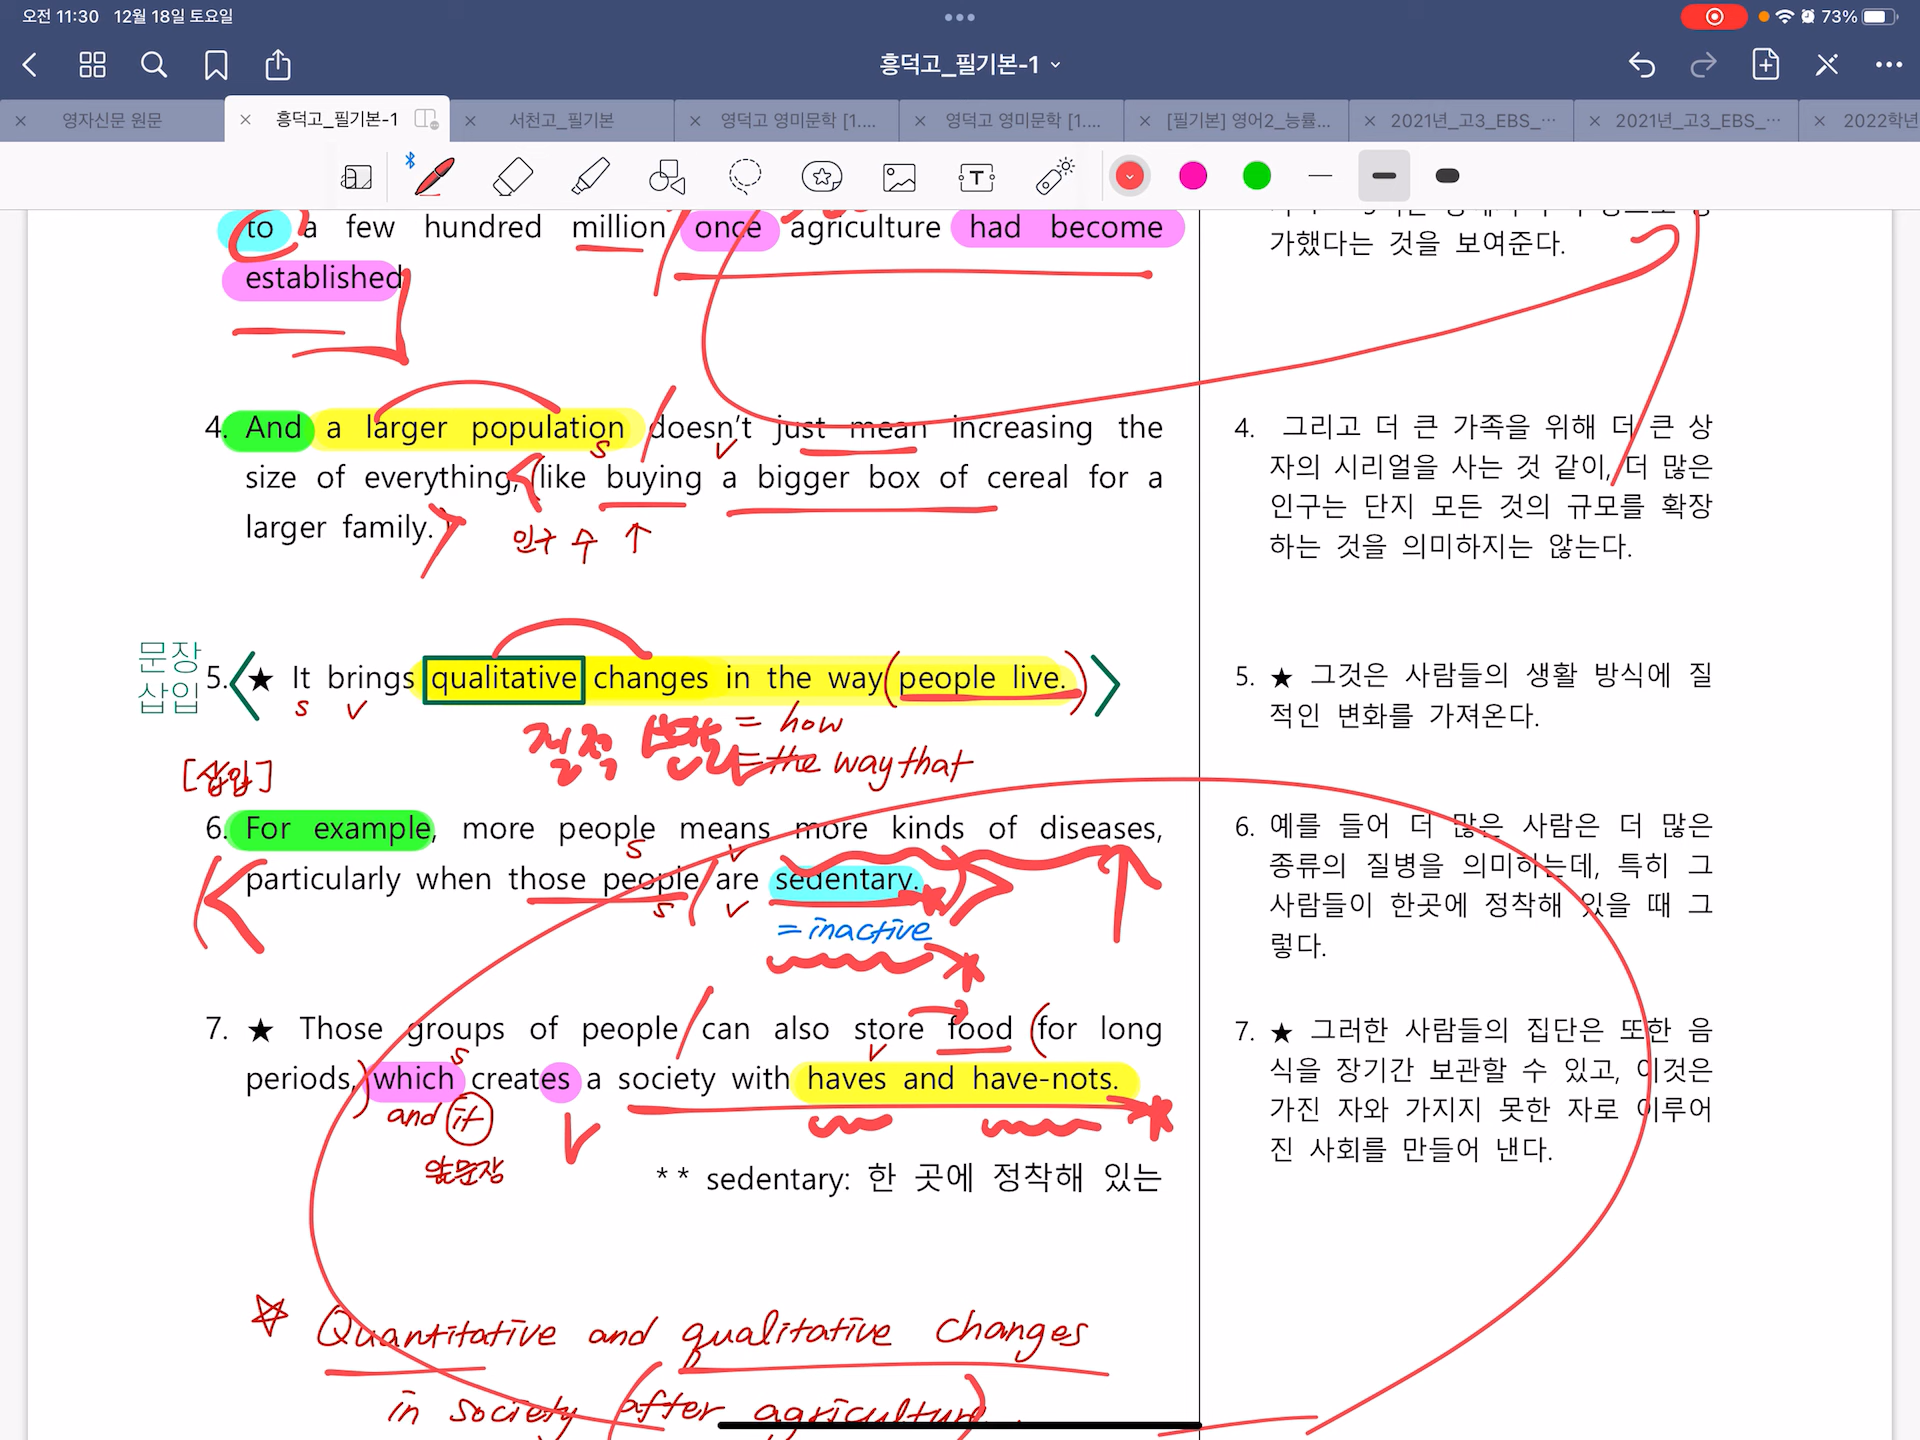 오전 11:30 12월 18일 토요일
73%
흥덕고_필기본-1
영자신문 원문
흥덕고_필기본-1
서천고_필기본
영덕고 영미문학 [1....
영덕고 영미문학 [1....
[필기본] 영어2_능률...
2021년_고3_EBS_...
2021년_고3_EBS_...
2022학년
to a few hundred million once agriculture had become
established
가했다는 것을 보여준다.
4. And a larger population doesn't just mean increasing the
s v
size of everything, (like buying a bigger box of cereal for a
larger family.)
인구 수 ↑
4. 그리고 더 큰 가족을 위해 더 큰 상
자의 시리얼을 사는 것 같이, 더 많은
인구는 단지 모든 것의 규모를 확장
하는 것을 의미하지는 않는다.
문장
삽입
5. ★ It brings qualitative changes in the way (people live.)
s v
질적 변화 = how
= the way that
5. ★ 그것은 사람들의 생활 방식에 질
적인 변화를 가져온다.
[삽입]
6. For example, more people means more kinds of diseases,
s v
particularly when those people are sedentary.
s v
= inactive
6. 예를 들어 더 많은 사람은 더 많은
종류의 질병을 의미하는데, 특히 그
사람들이 한곳에 정착해 있을 때 그
렇다.
7. ★ Those groups of people can also store food (for long
s v
periods,) which creates a society with haves and have-nots.
and it v
앞문장
** sedentary: 한 곳에 정착해 있는
7. ★ 그러한 사람들의 집단은 또한 음
식을 장기간 보관할 수 있고, 이것은
가진 자와 가지지 못한 자로 이루어
진 사회를 만들어 낸다.
☆ Quantitative and qualitative changes
in society (after agriculture)